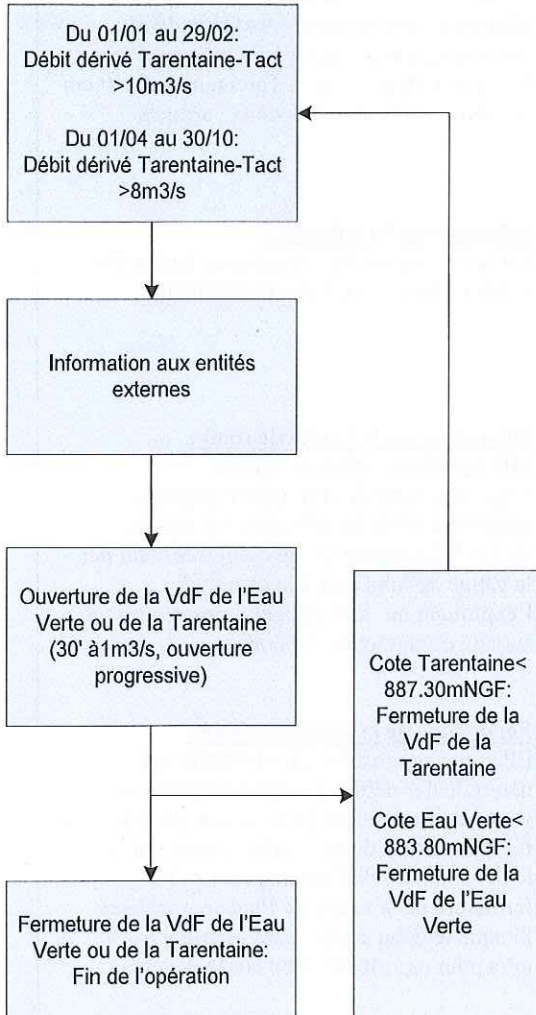 Du 01/01 au 29/02:
Débit dérivé Tarentaine-Tact
>10m3/s
Du 01/04 au 30/10:
Débit dérivé Tarentaine-Tact
>8m3/s
Information aux entités
externes
Ouverture de la VdF de l'Eau
Verte ou de la Tarentaine
(30' à1m3/s, ouverture
progressive)
Cote Tarentaine<
887.30mNGF:
Fermeture de la
VdF de la
Tarentaine
Cote Eau Verte<
883.80mNGF:
Fermeture de la
VdF de l'Eau
Verte
Fermeture de la VdF de l'Eau
Verte ou de la Tarentaine:
Fin de l'opération